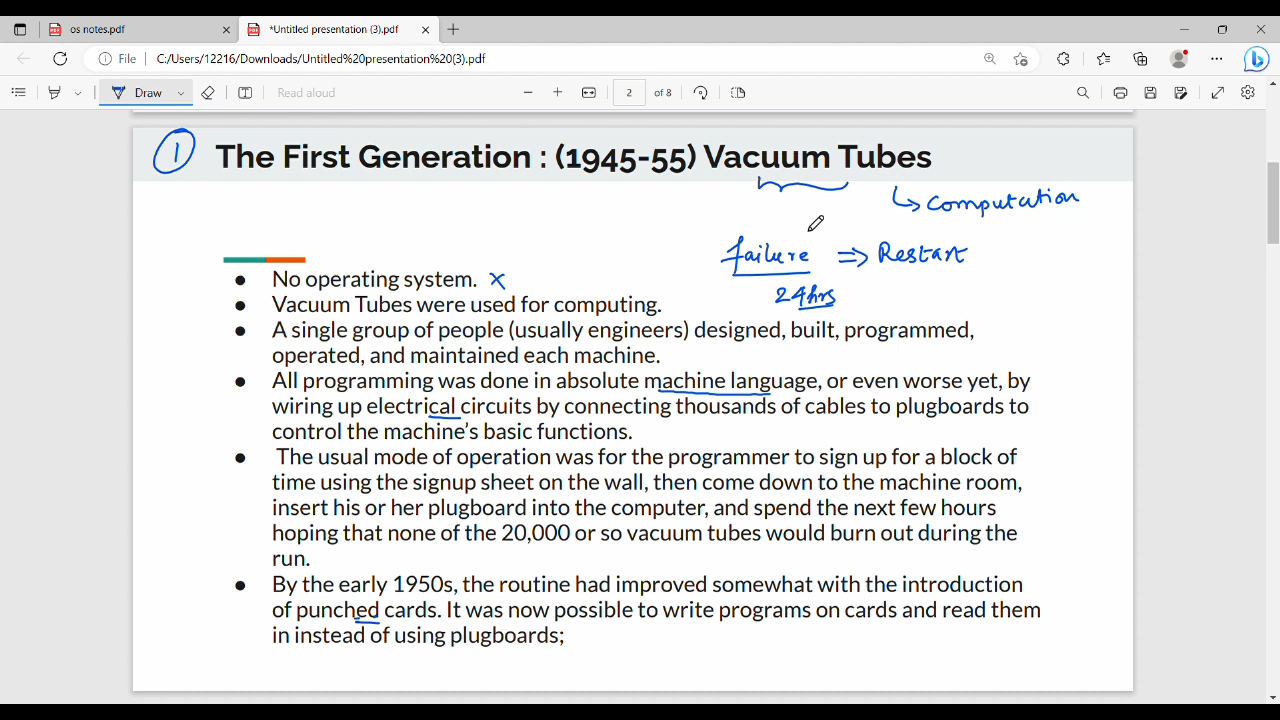 os notes.pdf
*Untitled presentation (3).pdf
File
C:/Users/12216/Downloads/Untitled%20presentation%20(3).pdf
Draw
Read aloud
2
of 8
1
The First Generation : (1945-55) Vacuum Tubes
Computation
failure ⇒ Restart
24hrs
● No operating system. x
● Vacuum Tubes were used for computing.
● A single group of people (usually engineers) designed, built, programmed,
operated, and maintained each machine.
● All programming was done in absolute machine language, or even worse yet, by
wiring up electrical circuits by connecting thousands of cables to plugboards to
control the machine's basic functions.
● The usual mode of operation was for the programmer to sign up for a block of
time using the signup sheet on the wall, then come down to the machine room,
insert his or her plugboard into the computer, and spend the next few hours
hoping that none of the 20,000 or so vacuum tubes would burn out during the
run.
● By the early 1950s, the routine had improved somewhat with the introduction
of punched cards. It was now possible to write programs on cards and read them
in instead of using plugboards;